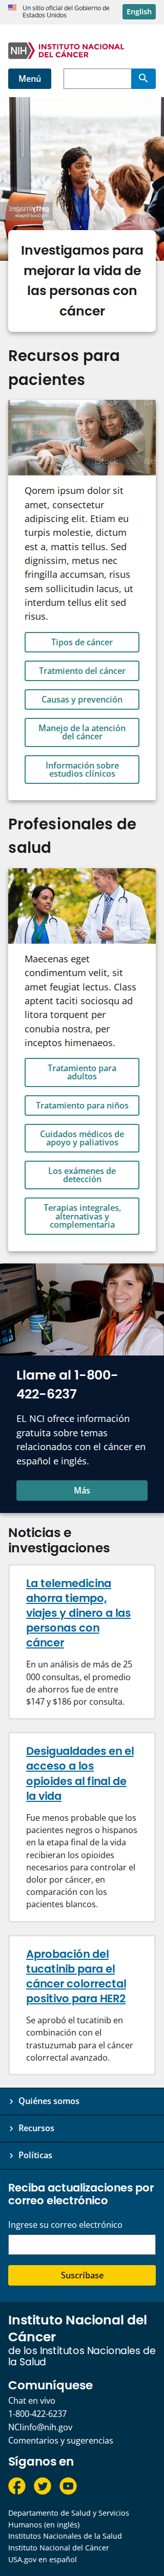 Un sitio oficial del Gobierno de
Estados Unidos
English
NIH
INSTITUTO NACIONAL
DEL CÁNCER
Menú
gettyimages
Investigamos para
mejorar la vida de
las personas con
cáncer
Recursos para
pacientes
iStock
Qorem ipsum dolor sit
amet, consectetur
adipiscing elit. Etiam eu
turpis molestie, dictum
est a, mattis tellus. Sed
dignissim, metus nec
fringilla accumsan, risus
sem sollicitudin lacus, ut
interdum tellus elit sed
risus.
Tipos de cáncer
Tratmiento del cáncer
Causas y prevención
Manejo de la atención
del cáncer
Información sobre
estudios clínicos
Profesionales de
salud
Maecenas eget
condimentum velit, sit
amet feugiat lectus. Class
aptent taciti sociosqu ad
litora torquent per
conubia nostra, per
inceptos himenaeos.
Tratamiento para
adultos
Tratamiento para niños
Cuidados médicos de
apoyo y paliativos
Los exámenes de
detección
Terapias integrales,
alternativas y
complementaria
Llame al 1-800-
422-6237
EL NCI ofrece información
gratuita sobre temas
relacionados con el cáncer en
español e inglés.
Más
Noticias e
investigaciones
La telemedicina
ahorra tiempo,
viajes y dinero a las
personas con
cáncer
En un análisis de más de 25
000 consultas, el promedio
de ahorros fue de entre
$147 y $186 por consulta.
Desigualdades en el
acceso a los
opioides al final de
la vida
Fue menos probable que los
pacientes negros o hispanos
en la etapa final de la vida
recibieran los opioides
necesarios para controlar el
dolor por cáncer, en
comparación con los
pacientes blancos.
Aprobación del
tucatinib para el
cáncer colorrectal
positivo para HER2
Se aprobó el tucatinib en
combinación con el
trastuzumab para el cáncer
colorectal avanzado.
Quiénes somos
Recursos
Políticas
Reciba actualizaciones por
correo electrónico
Ingrese su correo electrónico
Suscríbase
Instituto Nacional del
Cáncer
de los Institutos Nacionales de
la Salud
Comuníquese
Chat en vivo
1-800-422-6237
NCIinfo@nih.gov
Comentarios y sugerencias
Síganos en
Departamento de Salud y Servicios
Humanos (en inglés)
Institutos Nacionales de la Salud
Instituto Nacional del Cáncer
USA.gov en español